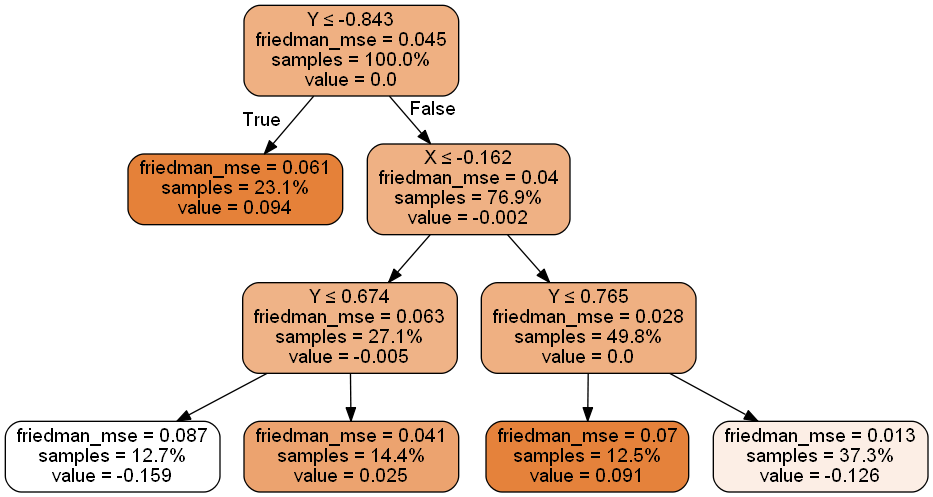 Y ≤ -0.843
friedman_mse = 0.045
samples = 100.0%
value = 0.0
True
False
friedman_mse = 0.061
samples = 23.1%
value = 0.094
X ≤ -0.162
friedman_mse = 0.04
samples = 76.9%
value = -0.002
Y ≤ 0.674
friedman_mse = 0.063
samples = 27.1%
value = -0.005
Y ≤ 0.765
friedman_mse = 0.028
samples = 49.8%
value = 0.0
friedman_mse = 0.087
samples = 12.7%
value = -0.159
friedman_mse = 0.041
samples = 14.4%
value = 0.025
friedman_mse = 0.07
samples = 12.5%
value = 0.091
friedman_mse = 0.013
samples = 37.3%
value = -0.126